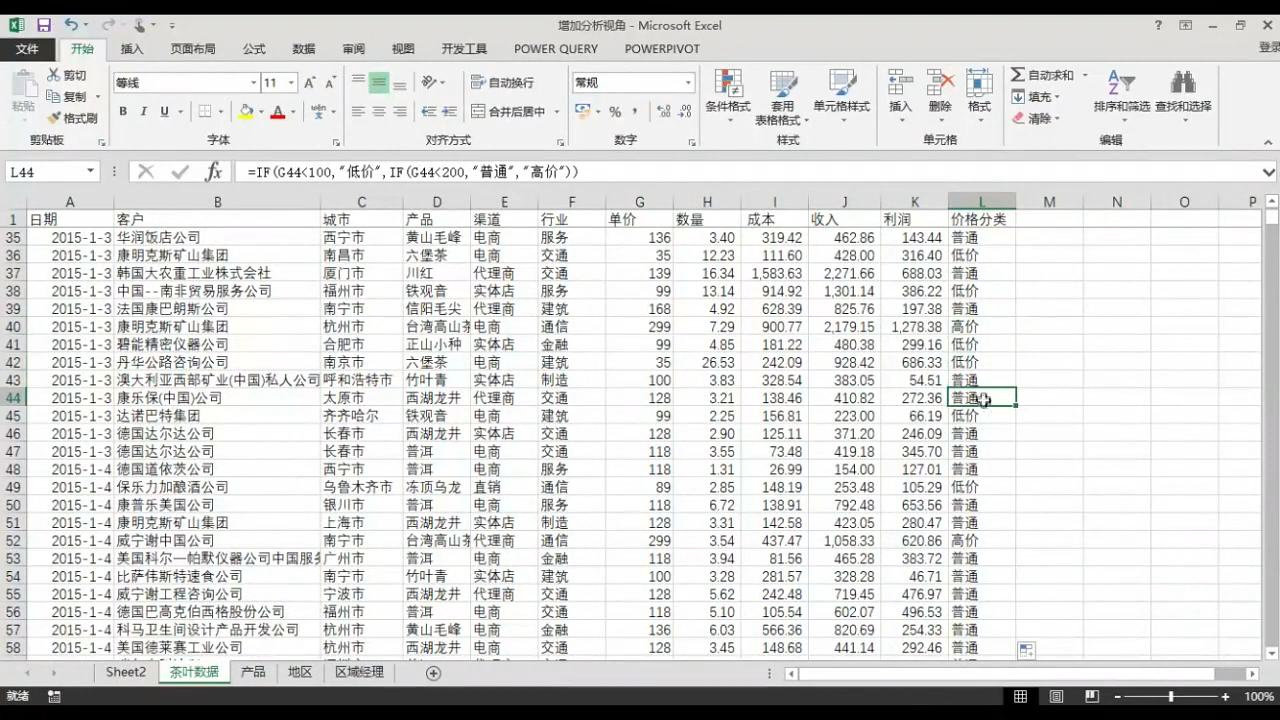 增加分析视角 - Microsoft Excel
文件 开始 插入 页面布局 公式 数据 审阅 视图 开发工具 POWER QUERY POWERPIVOT 登录
粘贴 剪切 复制 格式刷 剪贴板
等线 11 B I U 字体
自动换行 合并后居中 对齐方式
常规 % 数字
条件格式 套用表格格式 单元格样式 样式
插入 删除 格式 单元格
自动求和 填充 清除 排序和筛选 查找和选择 编辑
L44 fx =IF(G44<100,"低价",IF(G44<200,"普通","高价"))
A B C D E F G H I J K L M N O P
1 日期 客户 城市 产品 渠道 行业 单价 数量 成本 收入 利润 价格分类
35 2015-1-3 华润饭店公司 西宁市 黄山毛峰 电商 服务 136 3.40 319.42 462.86 143.44 普通
36 2015-1-3 康明克斯矿山集团 南昌市 六堡茶 电商 交通 35 12.23 111.60 428.00 316.40 低价
37 2015-1-3 韩国大农重工业株式会社 厦门市 川红 代理商 交通 139 16.34 1,583.63 2,271.66 688.03 普通
38 2015-1-3 中国--南非贸易服务公司 福州市 铁观音 实体店 服务 99 13.14 914.92 1,301.14 386.22 低价
39 2015-1-3 法国康巴朗斯公司 南京市 信阳毛尖 代理商 建筑 168 4.92 628.39 825.76 197.38 普通
40 2015-1-3 康明克斯矿山集团 杭州市 台湾高山茶 电商 通信 299 7.29 900.77 2,179.15 1,278.38 高价
41 2015-1-3 碧能精密仪器公司 合肥市 正山小种 实体店 金融 99 4.85 181.22 480.38 299.16 低价
42 2015-1-3 丹华公路咨询公司 南京市 六堡茶 电商 建筑 35 26.53 242.09 928.42 686.33 低价
43 2015-1-3 澳大利亚西部矿业(中国)私人公司 呼和浩特市 竹叶青 实体店 制造 100 3.83 328.54 383.05 54.51 普通
44 2015-1-3 康乐保(中国)公司 太原市 西湖龙井 代理商 交通 128 3.21 138.46 410.82 272.36 普通
45 2015-1-3 达诺巴特集团 齐齐哈尔 铁观音 电商 交通 99 2.25 156.81 223.00 66.19 低价
46 2015-1-3 德国达尔达公司 长春市 西湖龙井 实体店 交通 128 2.90 125.11 371.20 246.09 普通
47 2015-1-3 德国达尔达公司 长春市 普洱 电商 交通 118 3.55 73.48 419.18 345.70 普通
48 2015-1-4 德国道依茨公司 西宁市 普洱 电商 服务 118 1.31 26.99 154.00 127.01 普通
49 2015-1-4 保乐力加酿酒公司 乌鲁木齐市 冻顶乌龙 直销 通信 89 2.85 148.19 253.48 105.29 低价
50 2015-1-4 康普乐美国公司 银川市 普洱 电商 服务 118 6.72 138.91 792.48 653.56 普通
51 2015-1-4 康明克斯矿山集团 上海市 西湖龙井 实体店 制造 128 3.31 142.58 423.05 280.47 普通
52 2015-1-4 威宁谢中国公司 南宁市 台湾高山茶 代理商 通信 299 3.54 437.47 1,058.33 620.86 高价
53 2015-1-4 美国科尔—帕默仪器公司中国服务 广州市 普洱 电商 金融 118 3.94 81.56 465.28 383.72 普通
54 2015-1-4 比萨伟斯特速食公司 南宁市 竹叶青 实体店 建筑 100 3.28 281.57 328.28 46.71 普通
55 2015-1-4 威宁谢工程咨询公司 宁波市 西湖龙井 代理商 交通 128 5.62 242.48 719.45 476.97 普通
56 2015-1-4 德国巴高克伯西格股份公司 福州市 普洱 电商 交通 118 5.10 105.54 602.07 496.53 普通
57 2015-1-4 科马卫生间设计产品开发公司 杭州市 黄山毛峰 电商 金融 136 6.03 566.36 820.69 254.33 普通
58 2015-1-4 美国德莱赛工业公司 杭州市 西湖龙井 电商 交通 128 3.45 148.68 441.14 292.46 普通
Sheet2 茶叶数据 产品 地区 区域经理
就绪 100%